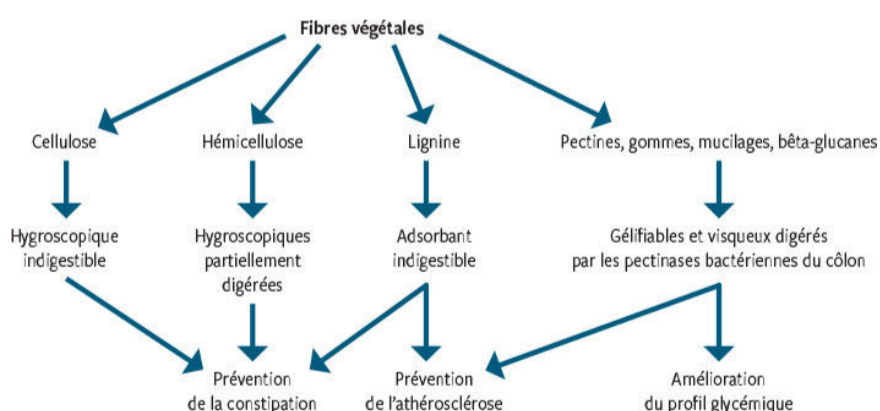 Fibres végétales
Cellulose
Hémicellulose
Lignine
Pectines, gommes, mucilages, bêta-glucanes
Hygroscopique
indigestible
Hygroscopiques
partiellement
digérées
Adsorbant
indigestible
Gélifiables et visqueux digérés
par les pectinases bactériennes du côlon
Prévention
de la constipation
Prévention
de l'athérosclérose
Amélioration
du profil glycémique